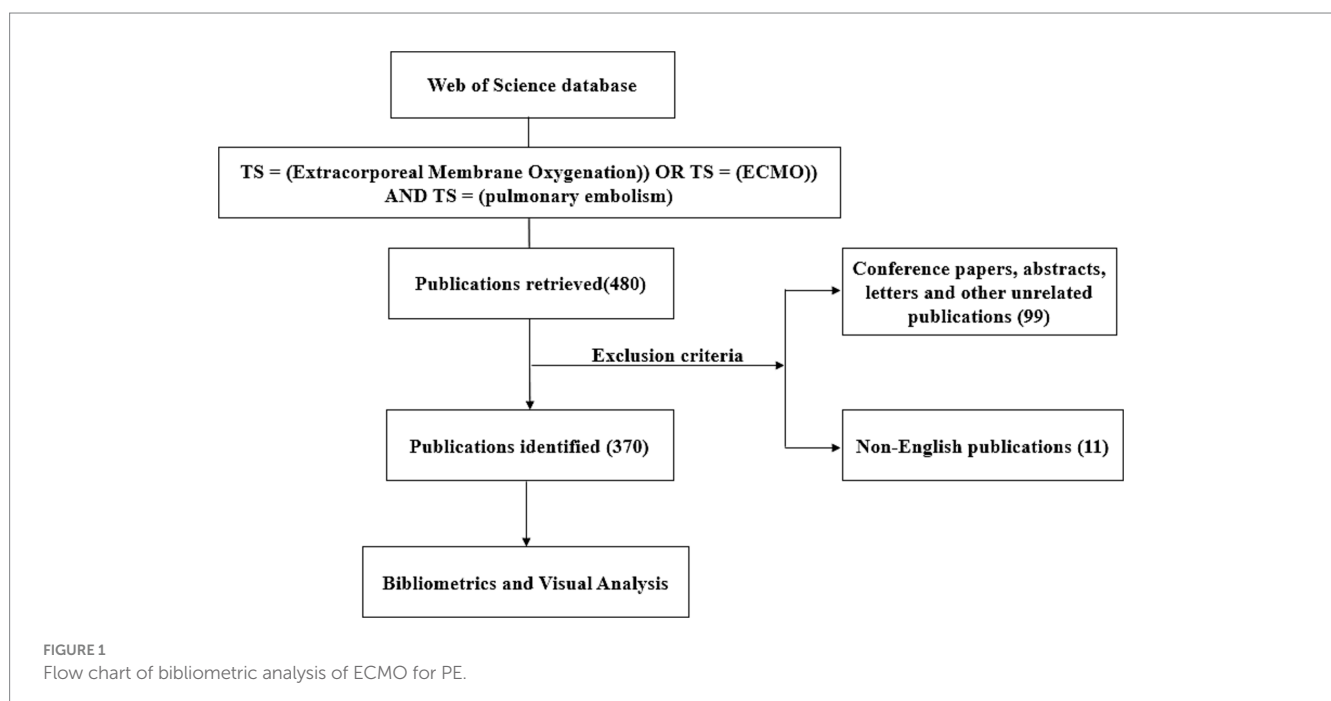 Web of Science database
TS = (Extracorporeal Membrane Oxygenation)) OR TS = (ECMO))
AND TS = (pulmonary embolism)
Publications retrieved(480)
Conference papers, abstracts,
letters and other unrelated
publications (99)
Exclusion criteria
Publications identified (370)
Non-English publications (11)
Bibliometrics and Visual Analysis
FIGURE 1
Flow chart of bibliometric analysis of ECMO for PE.